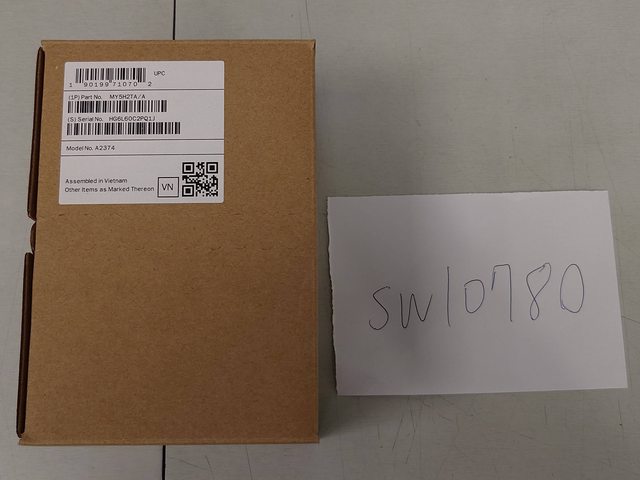 UPC
1 90199 71070 2
(1P) Part No. MY5H2TA/A
(S) Serial No. HG6L60C2PQ1J
Model No. A2374
Assembled in Vietnam
Other Items as Marked Thereon
VN
SW10780